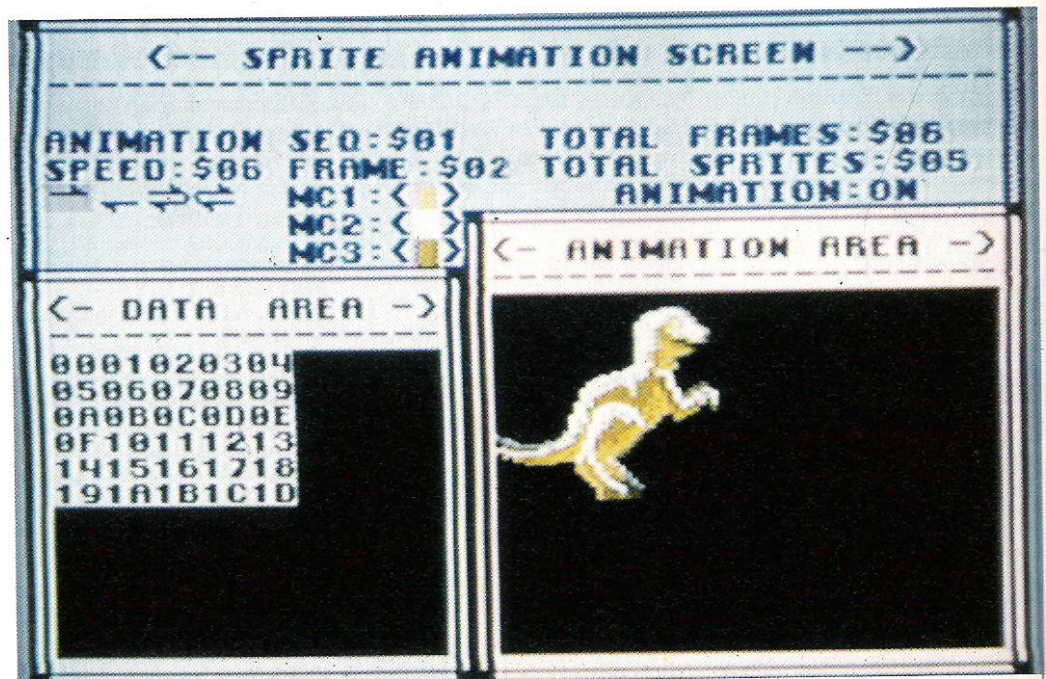 <-- SPRITE ANIMATION SCREEN -->
ANIMATION SEQ:$01 TOTAL FRAMES:$06
SPEED:$06 FRAME:$02 TOTAL SPRITES:$05
MC1:< > ANIMATION:ON
MC2:< >
MC3:< >
<- ANIMATION AREA ->
<- DATA AREA ->
0001020304
0506070809
0A0B0C0D0E
0F10111213
1415161718
191A1B1C1D